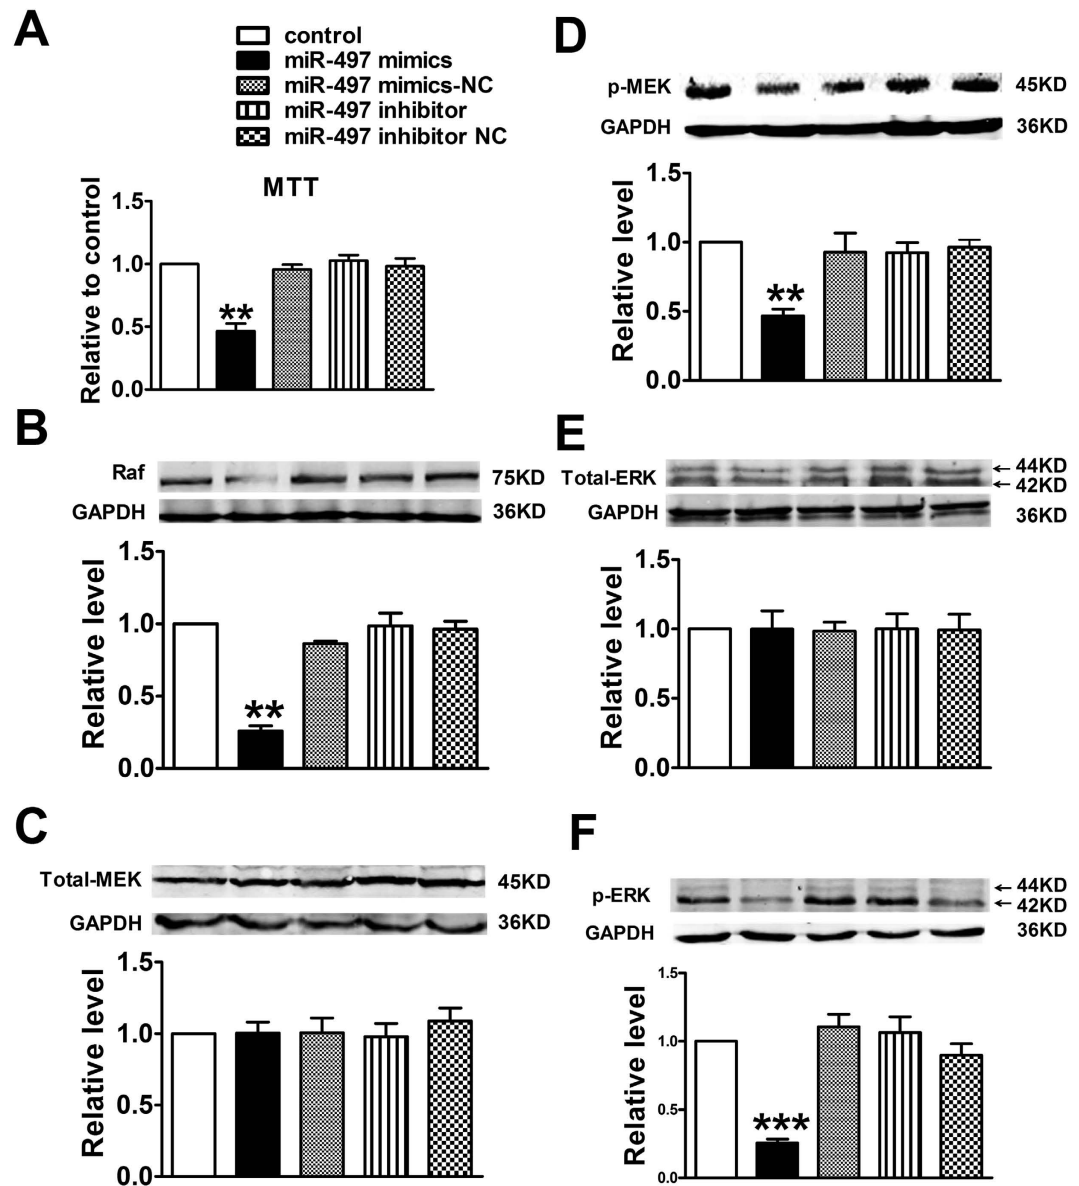 A
control
miR-497 mimics
miR-497 mimics-NC
miR-497 inhibitor
miR-497 inhibitor NC
MTT
Relative to control
1.5
1.0
0.5
0.0
**
B
Raf
75KD
GAPDH
36KD
Relative level
1.5
1.0
0.5
0.0
**
C
Total-MEK
45KD
GAPDH
36KD
Relative level
1.5
1.0
0.5
0.0
D
p-MEK
45KD
GAPDH
36KD
Relative level
1.5
1.0
0.5
0.0
**
E
Total-ERK
44KD
42KD
GAPDH
36KD
Relative level
1.5
1.0
0.5
0.0
F
p-ERK
44KD
42KD
GAPDH
36KD
Relative level
1.5
1.0
0.5
0.0
***